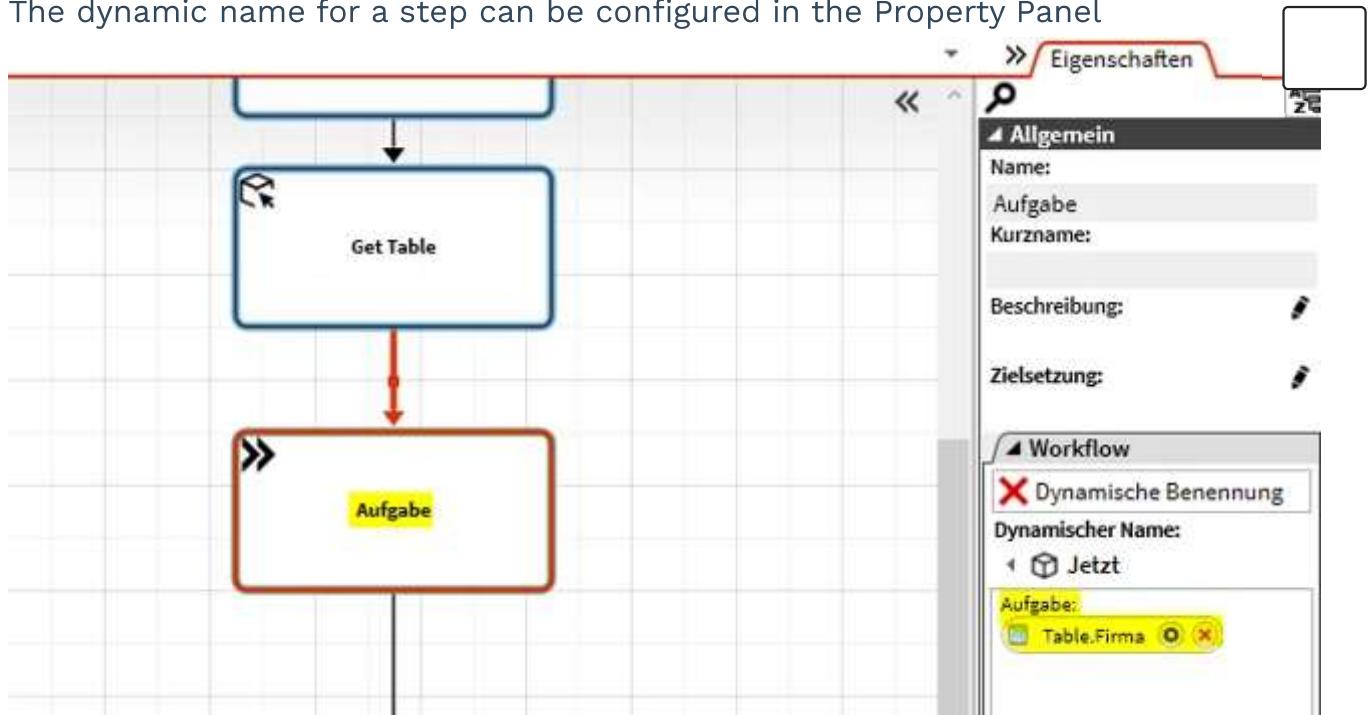 The dynamic name for a step can be configured in the Property Panel
Eigenschaften
Allgemein
Name:
Aufgabe
Kurzname:
Beschreibung:
Zielsetzung:
Workflow
Dynamische Benennung
Dynamischer Name:
Jetzt
Aufgabe:
Table.Firma
Get Table
Aufgabe